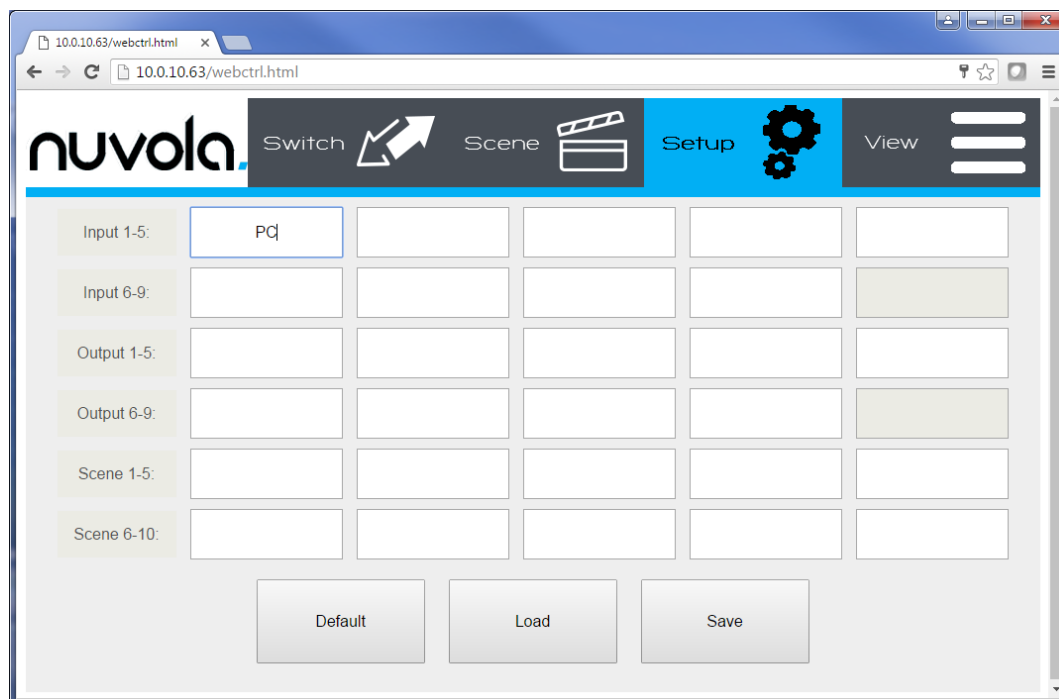 10.0.10.63/webctrl.html
10.0.10.63/webctrl.html
nuvola. Switch Scene Setup View
Input 1-5: PC
Input 6-9:
Output 1-5:
Output 6-9:
Scene 1-5:
Scene 6-10:
Default Load Save